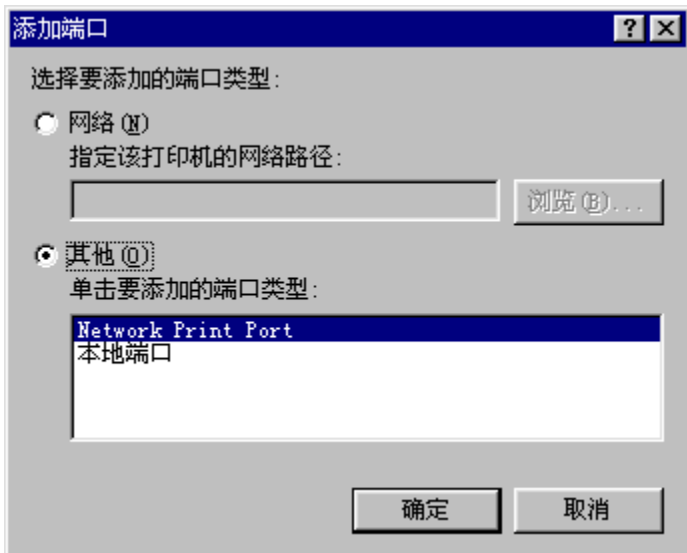 添加端口
选择要添加的端口类型:
网络(N)
指定该打印机的网络路径:
浏览(B)...
其他(O)
单击要添加的端口类型:
Network Print Port
本地端口
确定
取消